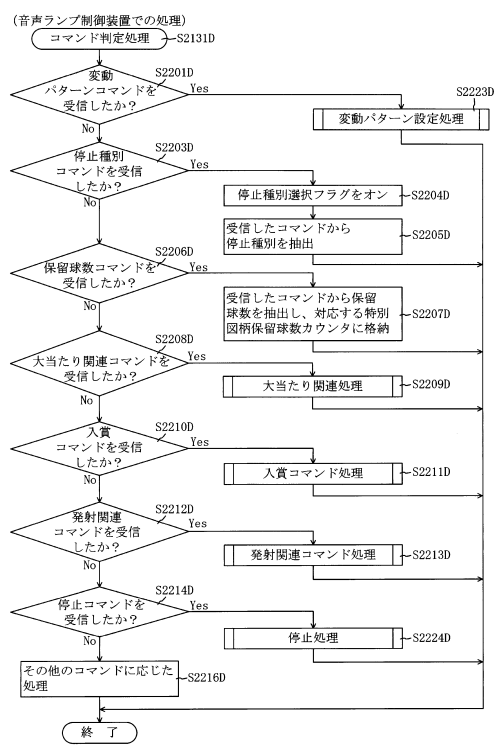 (音声ランプ制御装置での処理)
コマンド判定処理
S2131D
変動
パターンコマンドを
受信したか?
S2201D
Yes
No
変動パターン設定処理
S2223D
停止種別
コマンドを受信
したか?
S2203D
Yes
No
停止種別選択フラグをオン
S2204D
受信したコマンドから
停止種別を抽出
S2205D
保留球数コマンドを
受信したか?
S2206D
Yes
No
受信したコマンドから保留
球数を抽出し、対応する特別
図柄保留球数カウンタに格納
S2207D
大当たり関連コマンドを
受信したか?
S2208D
Yes
No
大当たり関連処理
S2209D
入賞
コマンドを受信
したか?
S2210D
Yes
No
入賞コマンド処理
S2211D
発射関連
コマンドを受信
したか?
S2212D
Yes
No
発射関連コマンド処理
S2213D
停止コマンドを
受信したか?
S2214D
Yes
No
停止処理
S2224D
その他のコマンドに応じた
処理
S2216D
終 了